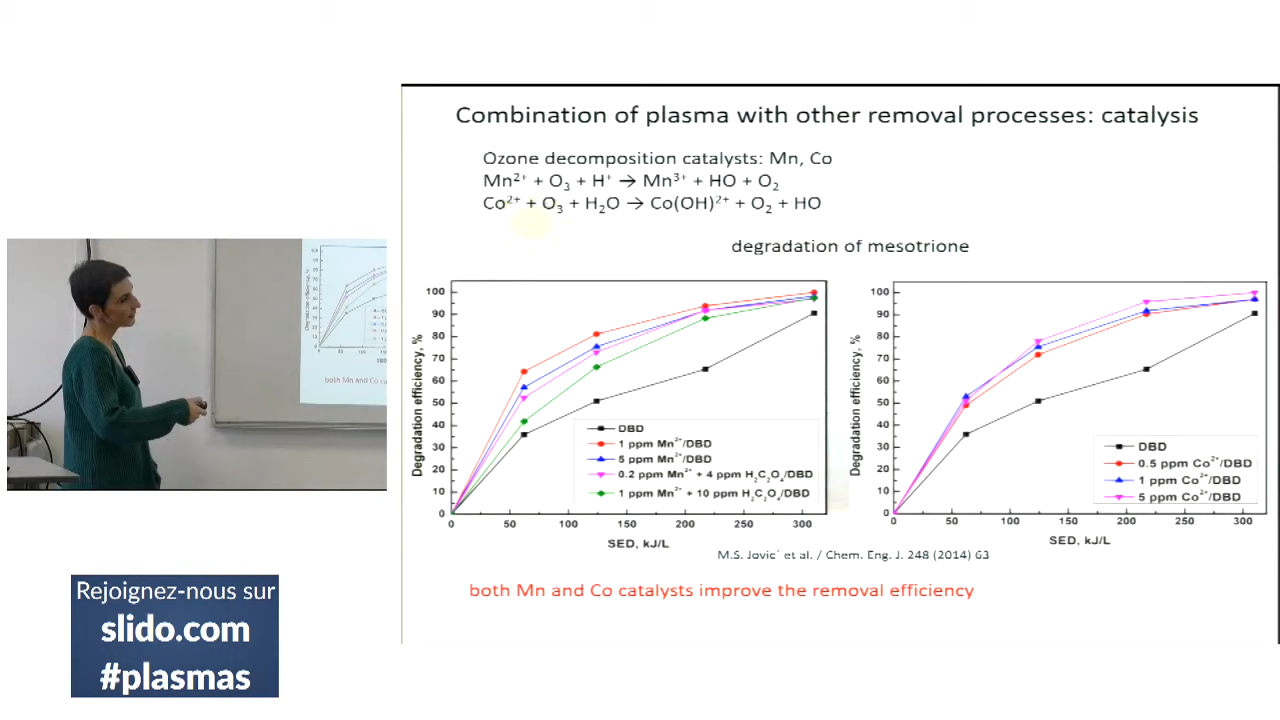 Combination of plasma with other removal processes: catalysis
Ozone decomposition catalysts: Mn, Co
Mn²⁺ + O₃ + H⁺ → Mn³⁺ + HO + O₂
Co²⁺ + O₃ + H₂O → Co(OH)²⁺ + O₂ + HO
degradation of mesotrione
Degradation efficiency, %
100
90
80
70
60
50
40
30
20
10
0
0 50 100 150 200 250 300
SED, kJ/L
DBD
1 ppm Mn²⁺/DBD
5 ppm Mn²⁺/DBD
0.2 ppm Mn²⁺ + 4 ppm H₂C₂O₄/DBD
1 ppm Mn²⁺ + 10 ppm H₂C₂O₄/DBD
Degradation efficiency, %
100
90
80
70
60
50
40
30
20
10
0
0 50 100 150 200 250 300
SED, kJ/L
DBD
0.5 ppm Co²⁺/DBD
1 ppm Co²⁺/DBD
5 ppm Co²⁺/DBD
M.S. Jovic´ et al. / Chem. Eng. J. 248 (2014) 63
both Mn and Co catalysts improve the removal efficiency
both Mn and Co
Rejoignez-nous sur
slido.com
#plasmas